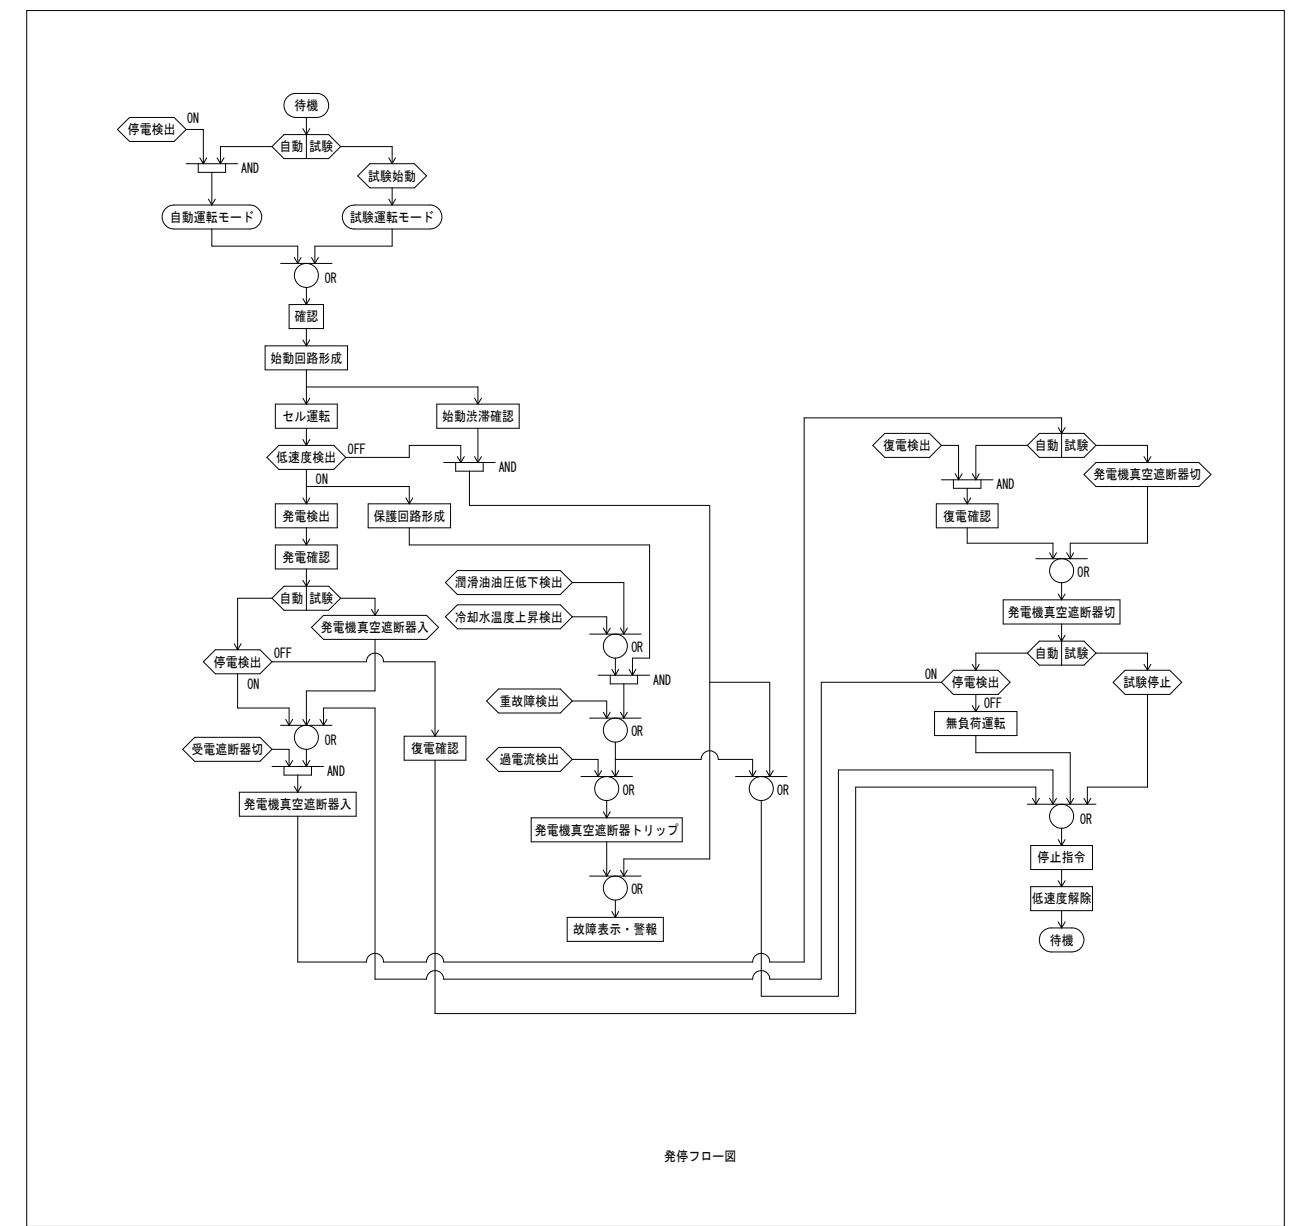 待機
停電検出
ON
自動
試験
AND
試験始動
自動運転モード
試験運転モード
OR
確認
始動回路形成
セル運転
始動渋滞確認
低速度検出
OFF
ON
AND
発電検出
保護回路形成
発電確認
自動
試験
発電機真空遮断器入
停電検出
OFF
ON
OR
受電遮断器切
AND
発電機真空遮断器入
復電確認
潤滑油油圧低下検出
冷却水温度上昇検出
OR
AND
重故障検出
OR
過電流検出
OR
OR
発電機真空遮断器トリップ
OR
故障表示・警報
復電検出
自動
試験
発電機真空遮断器切
AND
復電確認
OR
発電機真空遮断器切
自動
試験
ON
停電検出
試験停止
OFF
無負荷運転
OR
停止指令
低速度解除
待機
発停フロー図